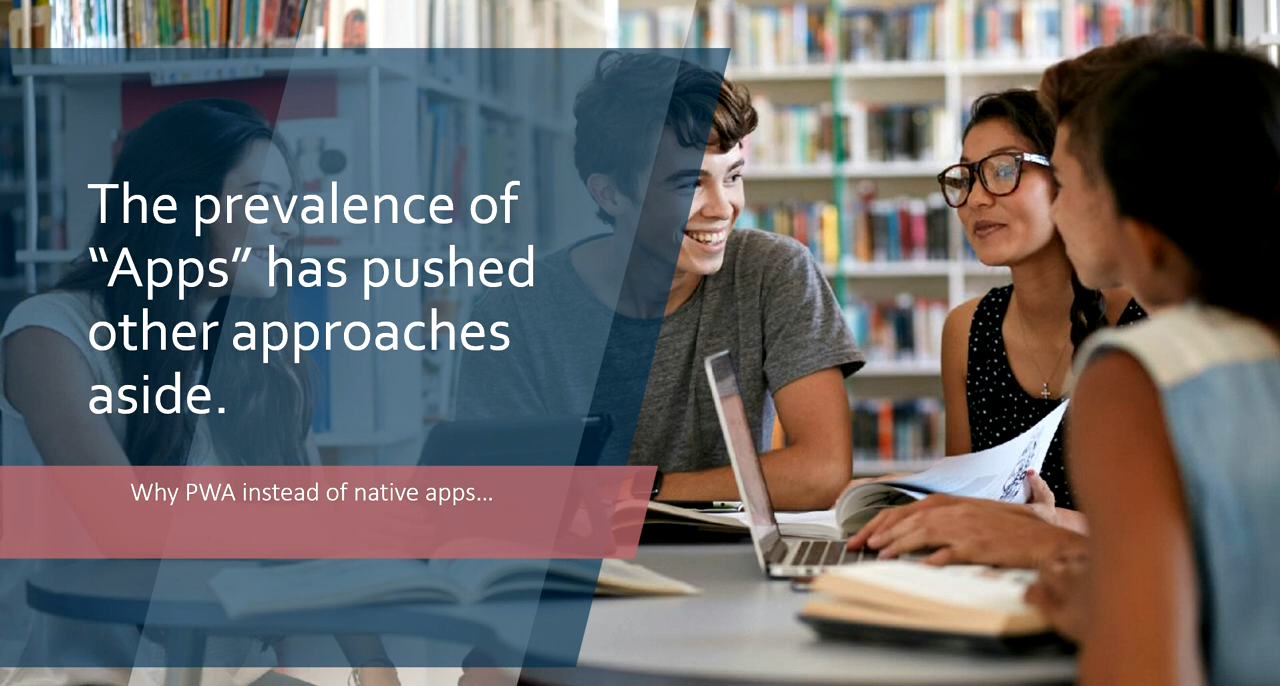 The prevalence of
“Apps” has pushed
other approaches
aside.
Why PWA instead of native apps...